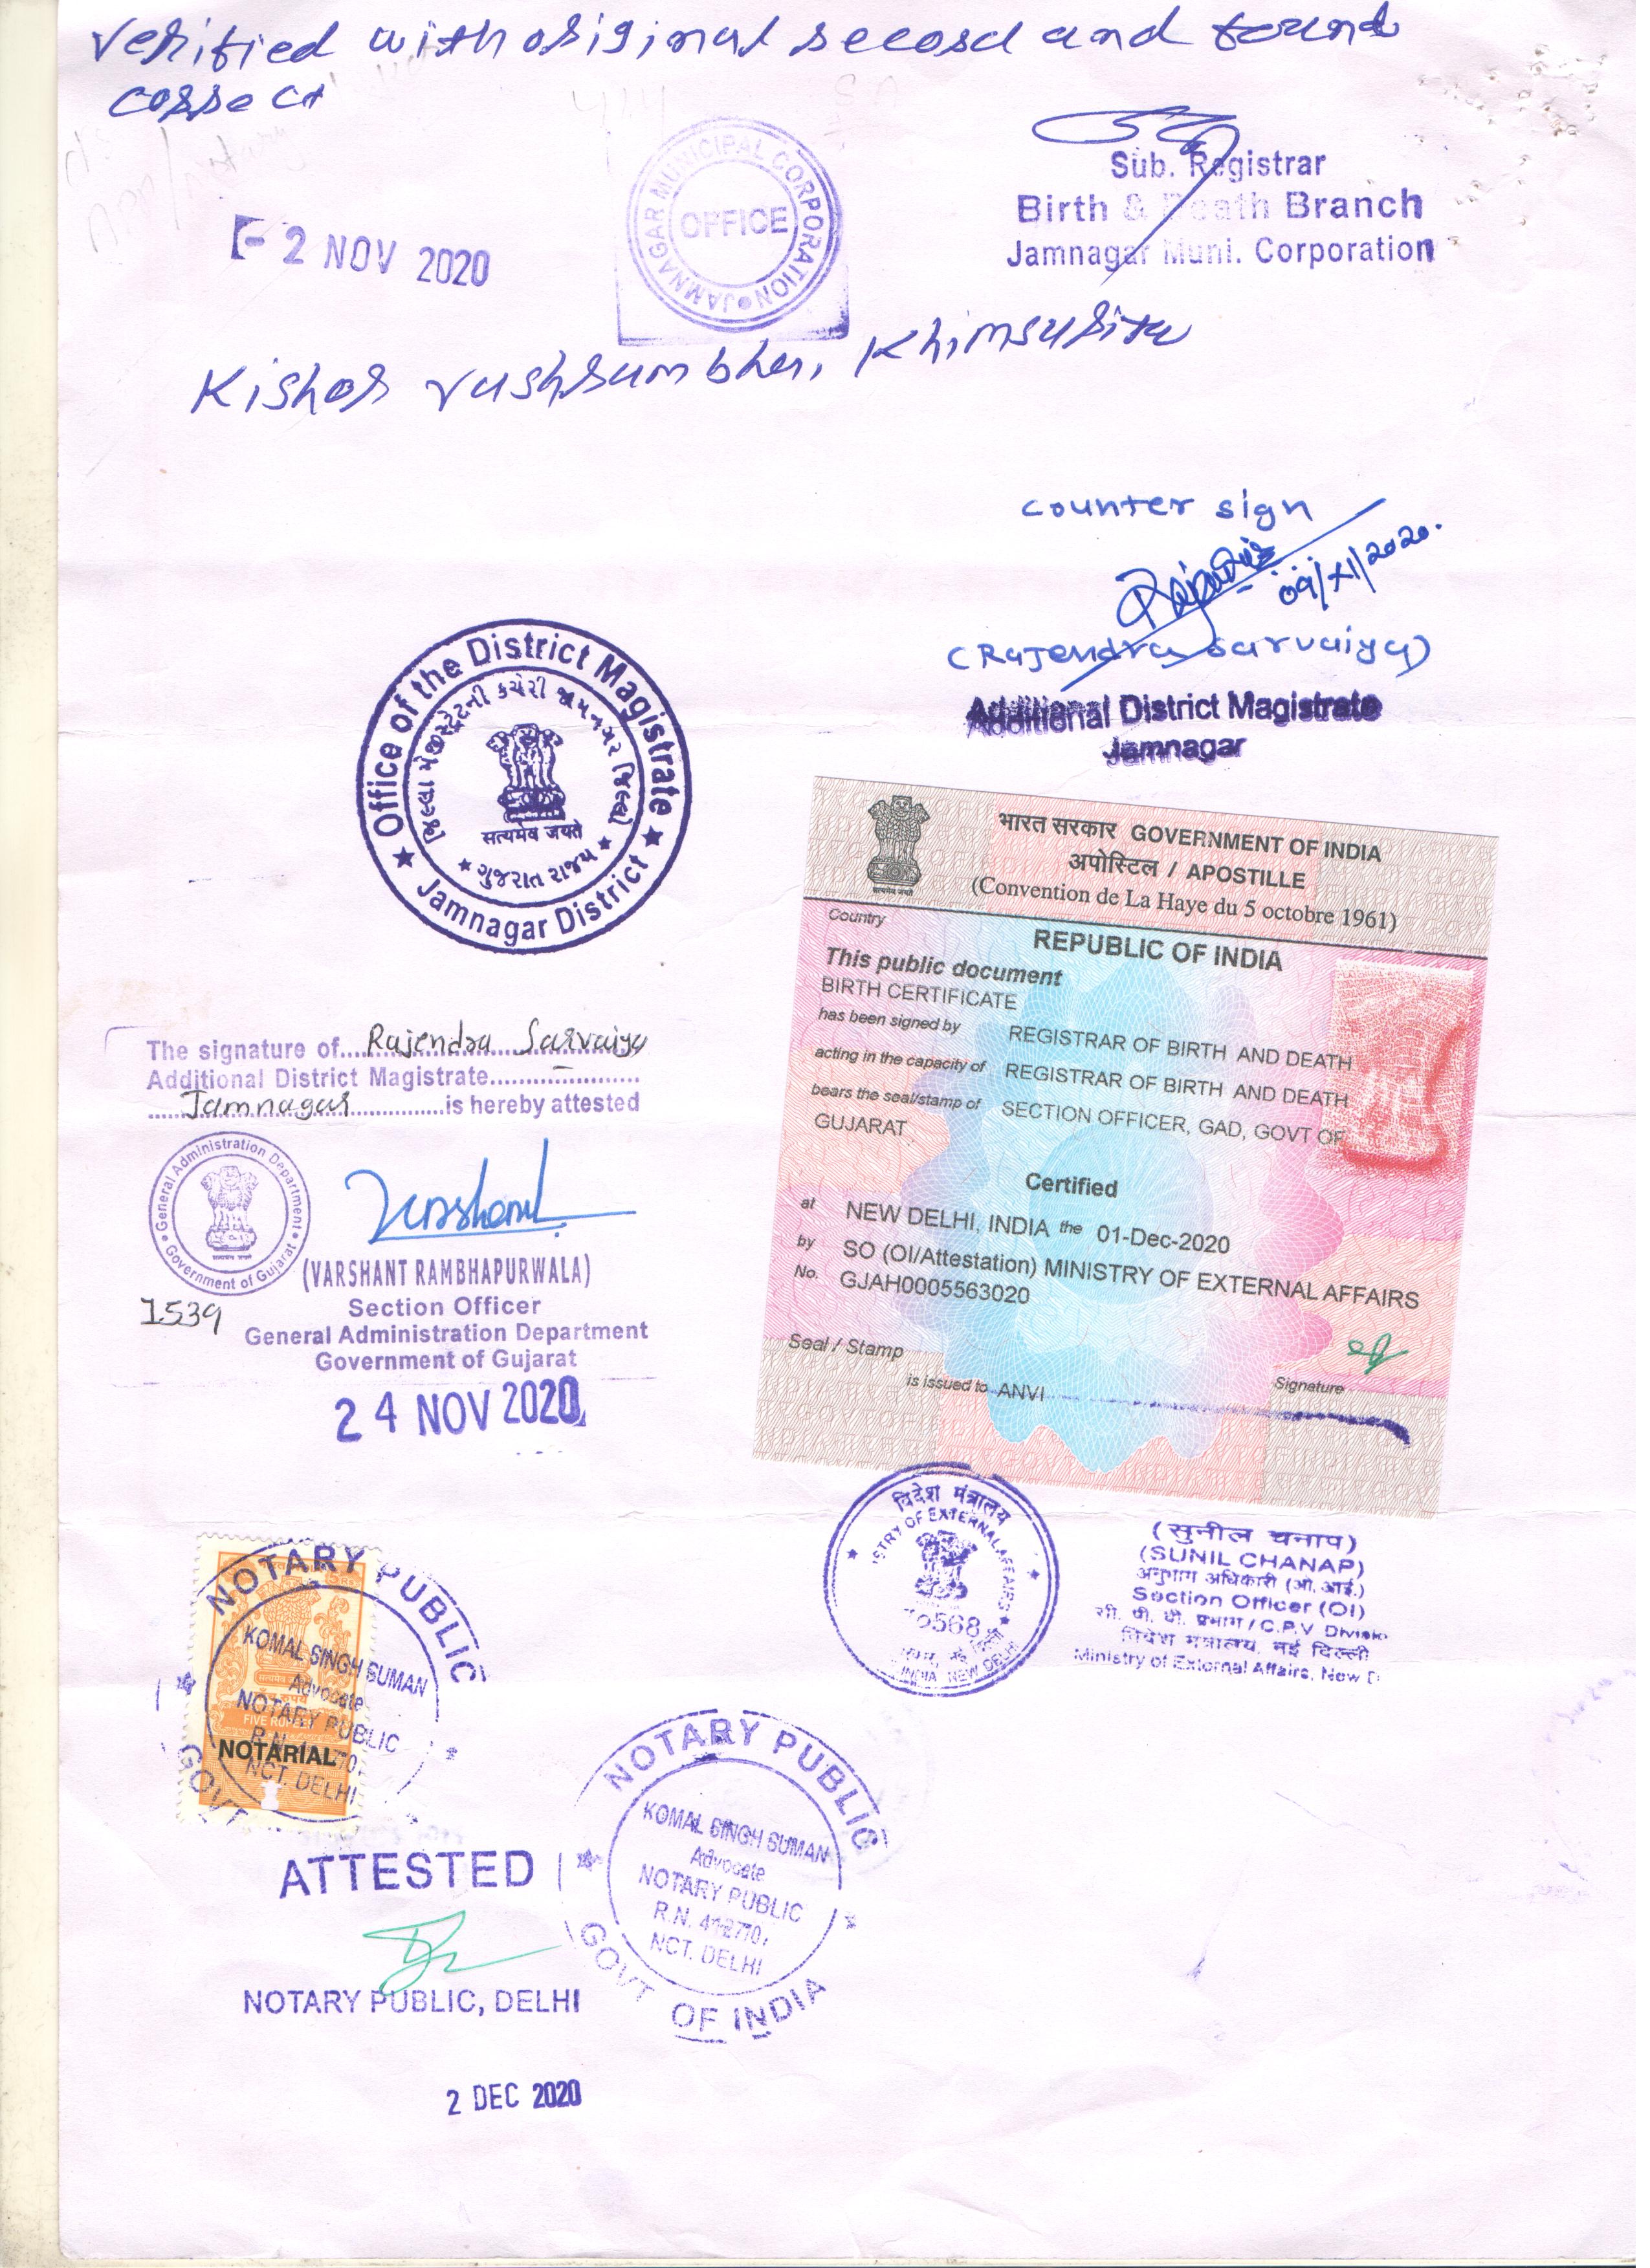 Verified with original record and found
correct
Sub. Registrar
Birth & Death Branch
Jamnagar Muni. Corporation
JAMNAGAR MUNICIPAL CORPORATION
OFFICE
- 2 NOV 2020
Kishor
counter sign
09/XI/2020.
(Rajendra Sarvaiya)
Additional District Magistrate
Jamnagar
Office of the District Magistrate
Jamnagar District
જિલ્લા મેજીસ્ટ્રેટની કચેરી જામનગર જિલ્લો
सत्यमेव जयते
ગુજરાત રાજ્ય
भारत सरकार GOVERNMENT OF INDIA
अपोस्टिल / APOSTILLE
(Convention de La Haye du 5 octobre 1961)
Country
REPUBLIC OF INDIA
This public document
BIRTH CERTIFICATE
has been signed by REGISTRAR OF BIRTH AND DEATH
acting in the capacity of REGISTRAR OF BIRTH AND DEATH
bears the seal/stamp of SECTION OFFICER, GAD, GOVT OF
GUJARAT
Certified
at NEW DELHI, INDIA the 01-Dec-2020
by SO (OI/Attestation) MINISTRY OF EXTERNAL AFFAIRS
No. GJAH0005563020
Seal / Stamp
Signature
is issued to ANVI
The signature of....Rajendra Sarvaiya
Additional District Magistrate.......................
.....Jamnagar...............is hereby attested
General Administration Department
Government of Gujarat
(VARSHANT RAMBHAPURWALA)
1539
Section Officer
General Administration Department
Government of Gujarat
24 NOV 2020
विदेश मंत्रालय
STRY OF EXTERNAL AFFAIRS
INDIA NEW DELHI
(सुनील चनाप)
(SUNIL CHANAP)
अनुभाग अधिकारी (ओ.आई.)
Section Officer (OI)
सी. पी. वी. प्रभाग / C.P.V Divisi
विदेश मंत्रालय, नई दिल्ली
Ministry of External Affairs, New D
NOTARY PUBLIC
KOMAL SINGH SUMAN
Advocate
NOTARY PUBLIC
FIVE RUPEES
NOTARIAL
NCT. DELHI
GOVT
NOTARY PUBLIC
KOMAL SINGH SUMAN
Advocate
NOTARY PUBLIC
R.N.
NCT. DELHI
GOVT OF INDIA
ATTESTED
NOTARY PUBLIC, DELHI
2 DEC 2020